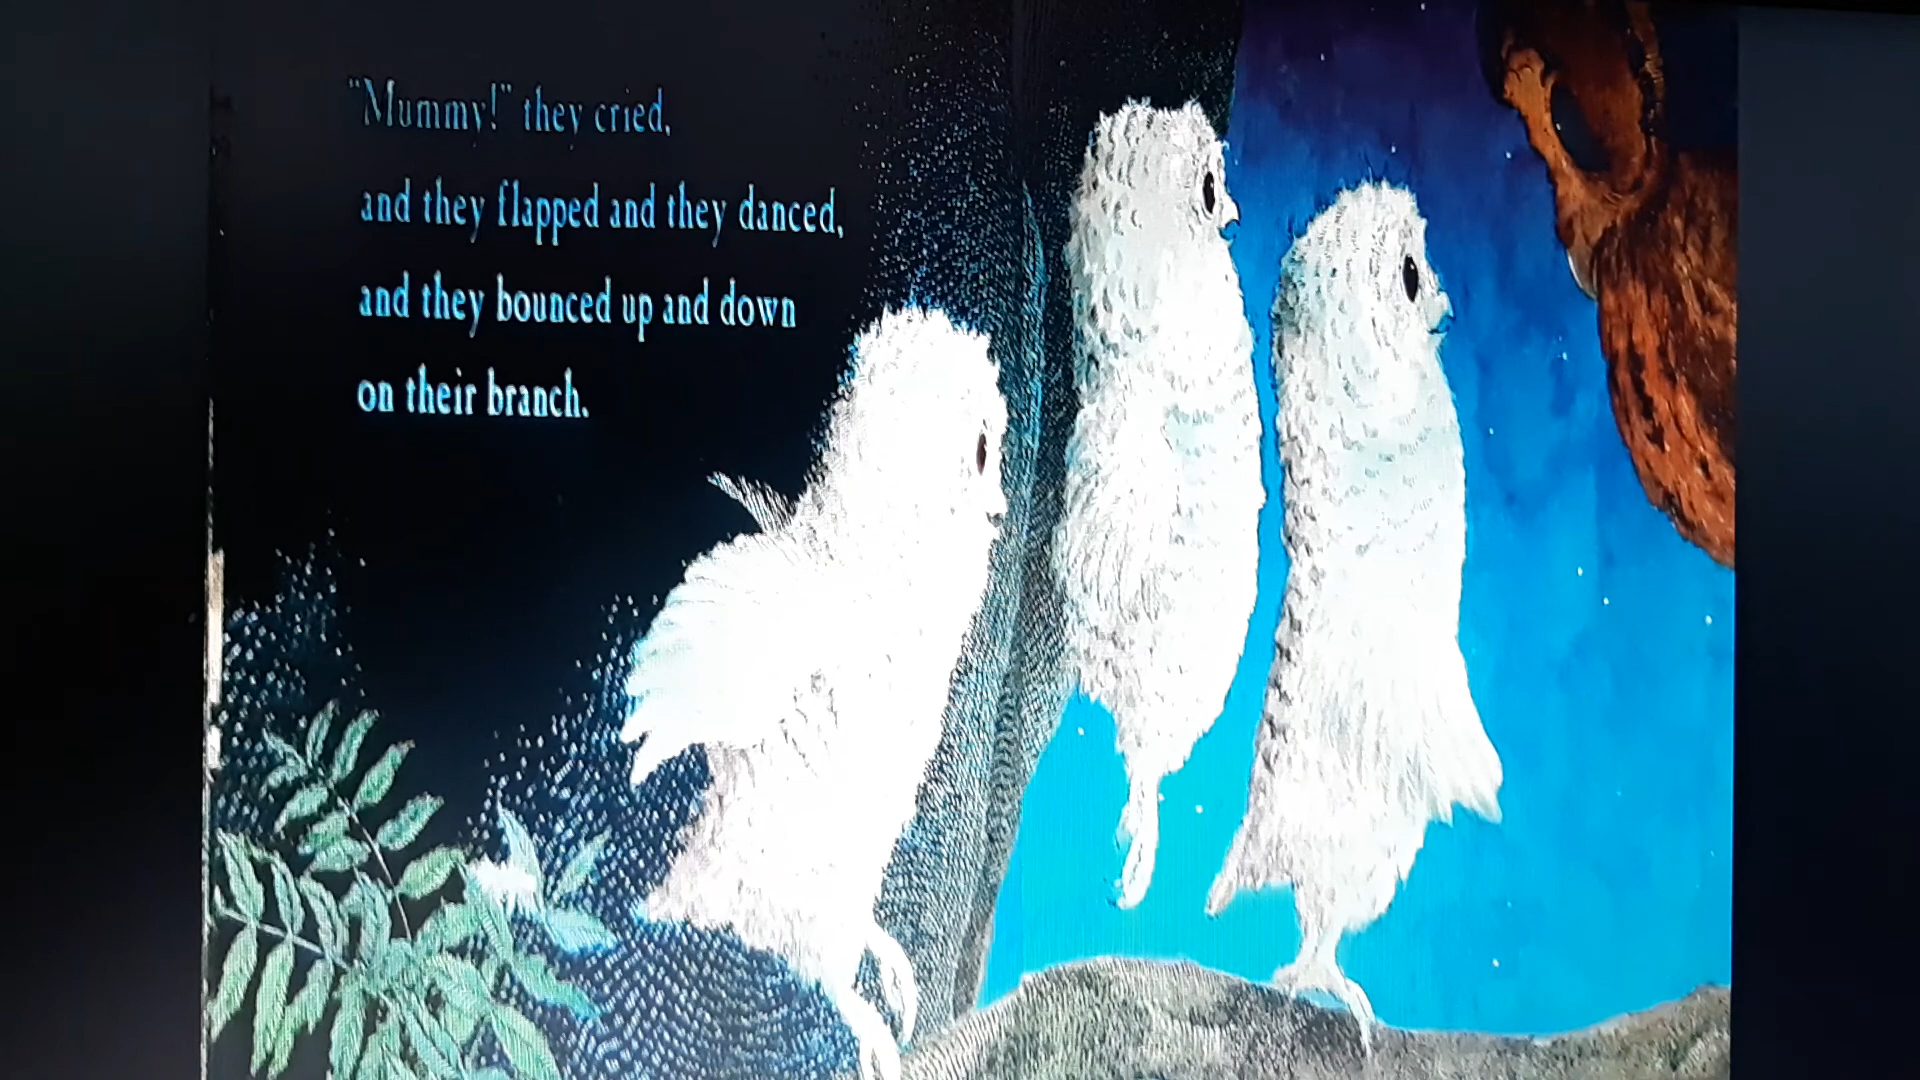 "Mummy!" they cried,
and they flapped and they danced,
and they bounced up and down
on their branch.